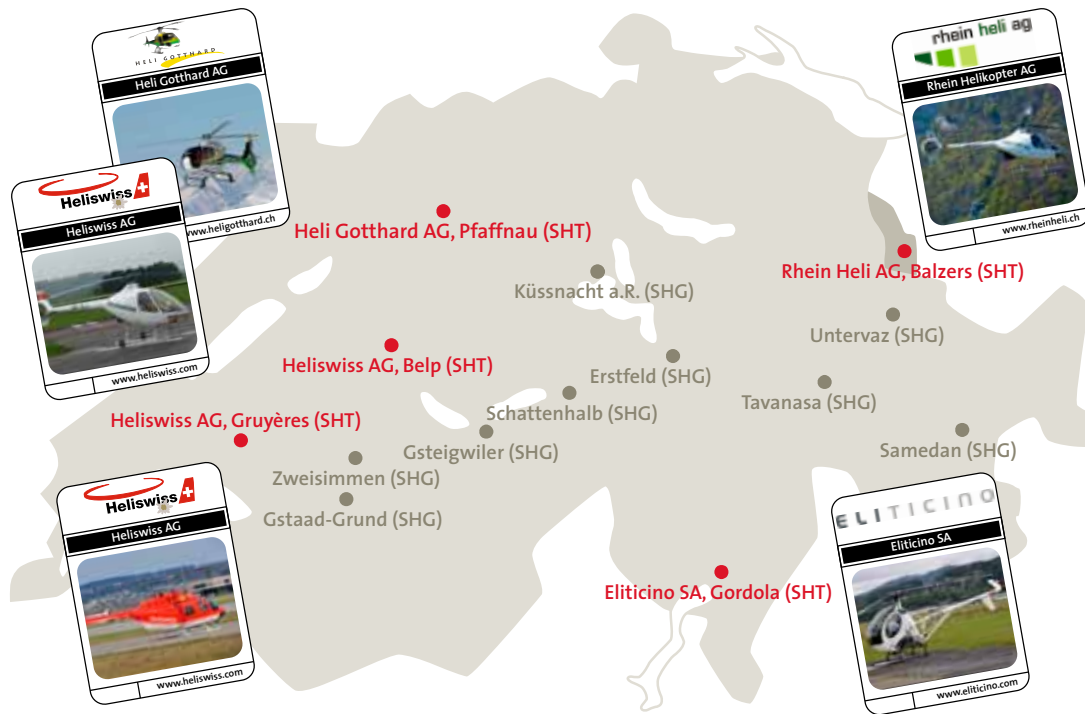 HELI GOTTHARD
Heli Gotthard AG
www.heligotthard.ch
Heliswiss
Heliswiss AG
www.heliswiss.com
rhein heli ag
Rhein Helikopter AG
www.rheinheli.ch
Heli Gotthard AG, Pfaffnau (SHT)
Rhein Heli AG, Balzers (SHT)
Küssnacht a.R. (SHG)
Untervaz (SHG)
Heliswiss AG, Belp (SHT)
Erstfeld (SHG)
Tavanasa (SHG)
Schattenhalb (SHG)
Heliswiss AG, Gruyères (SHT)
Gsteigwiler (SHG)
Samedan (SHG)
Zweisimmen (SHG)
Gstaad-Grund (SHG)
Eliticino SA, Gordola (SHT)
Heliswiss
Heliswiss AG
www.heliswiss.com
ELITICINO
Eliticino SA
www.eliticino.com